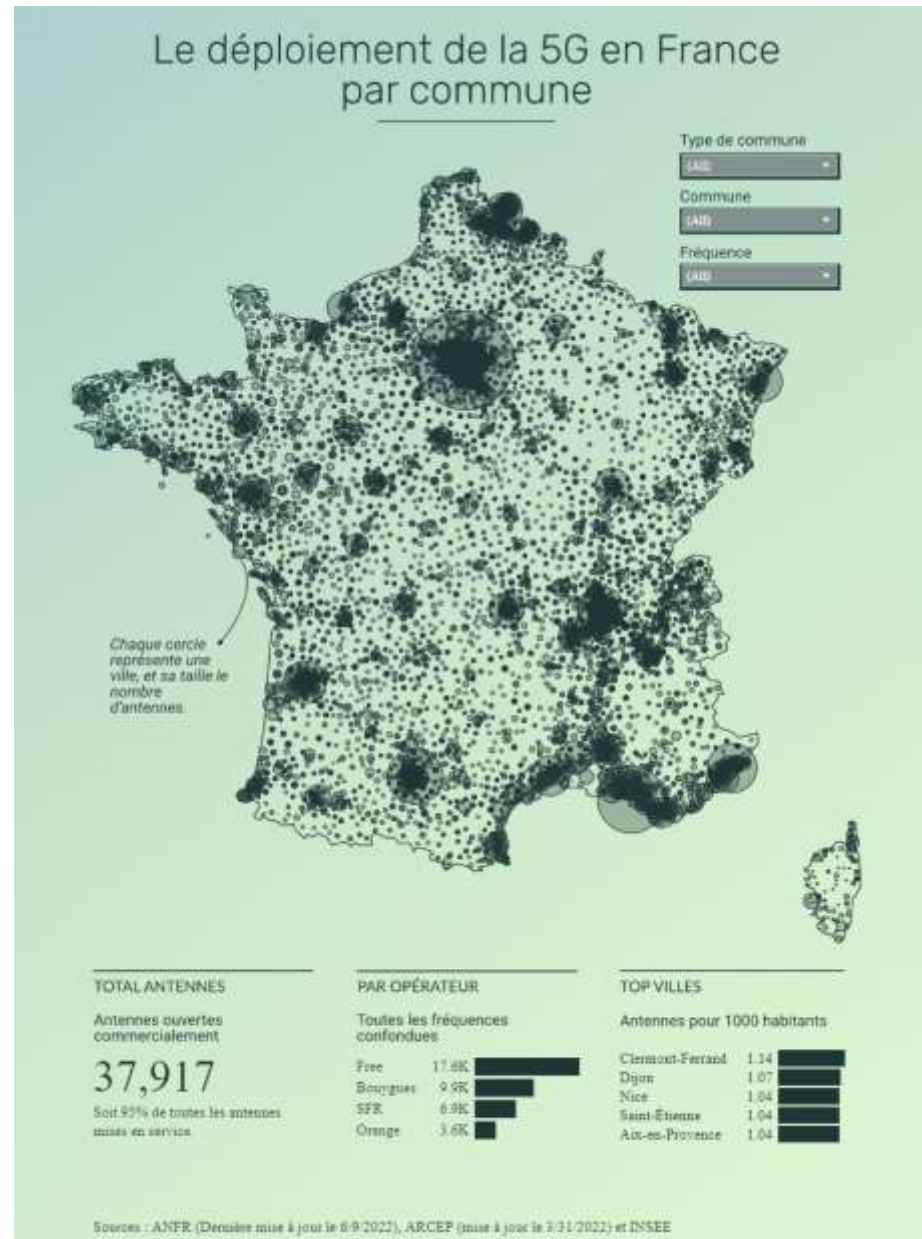 Le déploiement de la 5G en France
par commune
Type de commune
(All)
Commune
(All)
Fréquence
(All)
Chaque cercle
représente une
ville, et sa taille le
nombre
d'antennes.
TOTAL ANTENNES
Antennes ouvertes
commercialement
37,917
Soit 95% de toutes les antennes
mises en service.
PAR OPÉRATEUR
Toutes les fréquences
confondues
Free 17.6K
Bouygues 9.9K
SFR 6.9K
Orange 3.6K
TOP VILLES
Antennes pour 1000 habitants
Clermont-Ferrand 1.14
Dijon 1.07
Nice 1.04
Saint-Étienne 1.04
Aix-en-Provence 1.04
Sources : ANFR (Dernière mise à jour le 6/9/2022), ARCEP (mise à jour le 3/31/2022) et INSEE